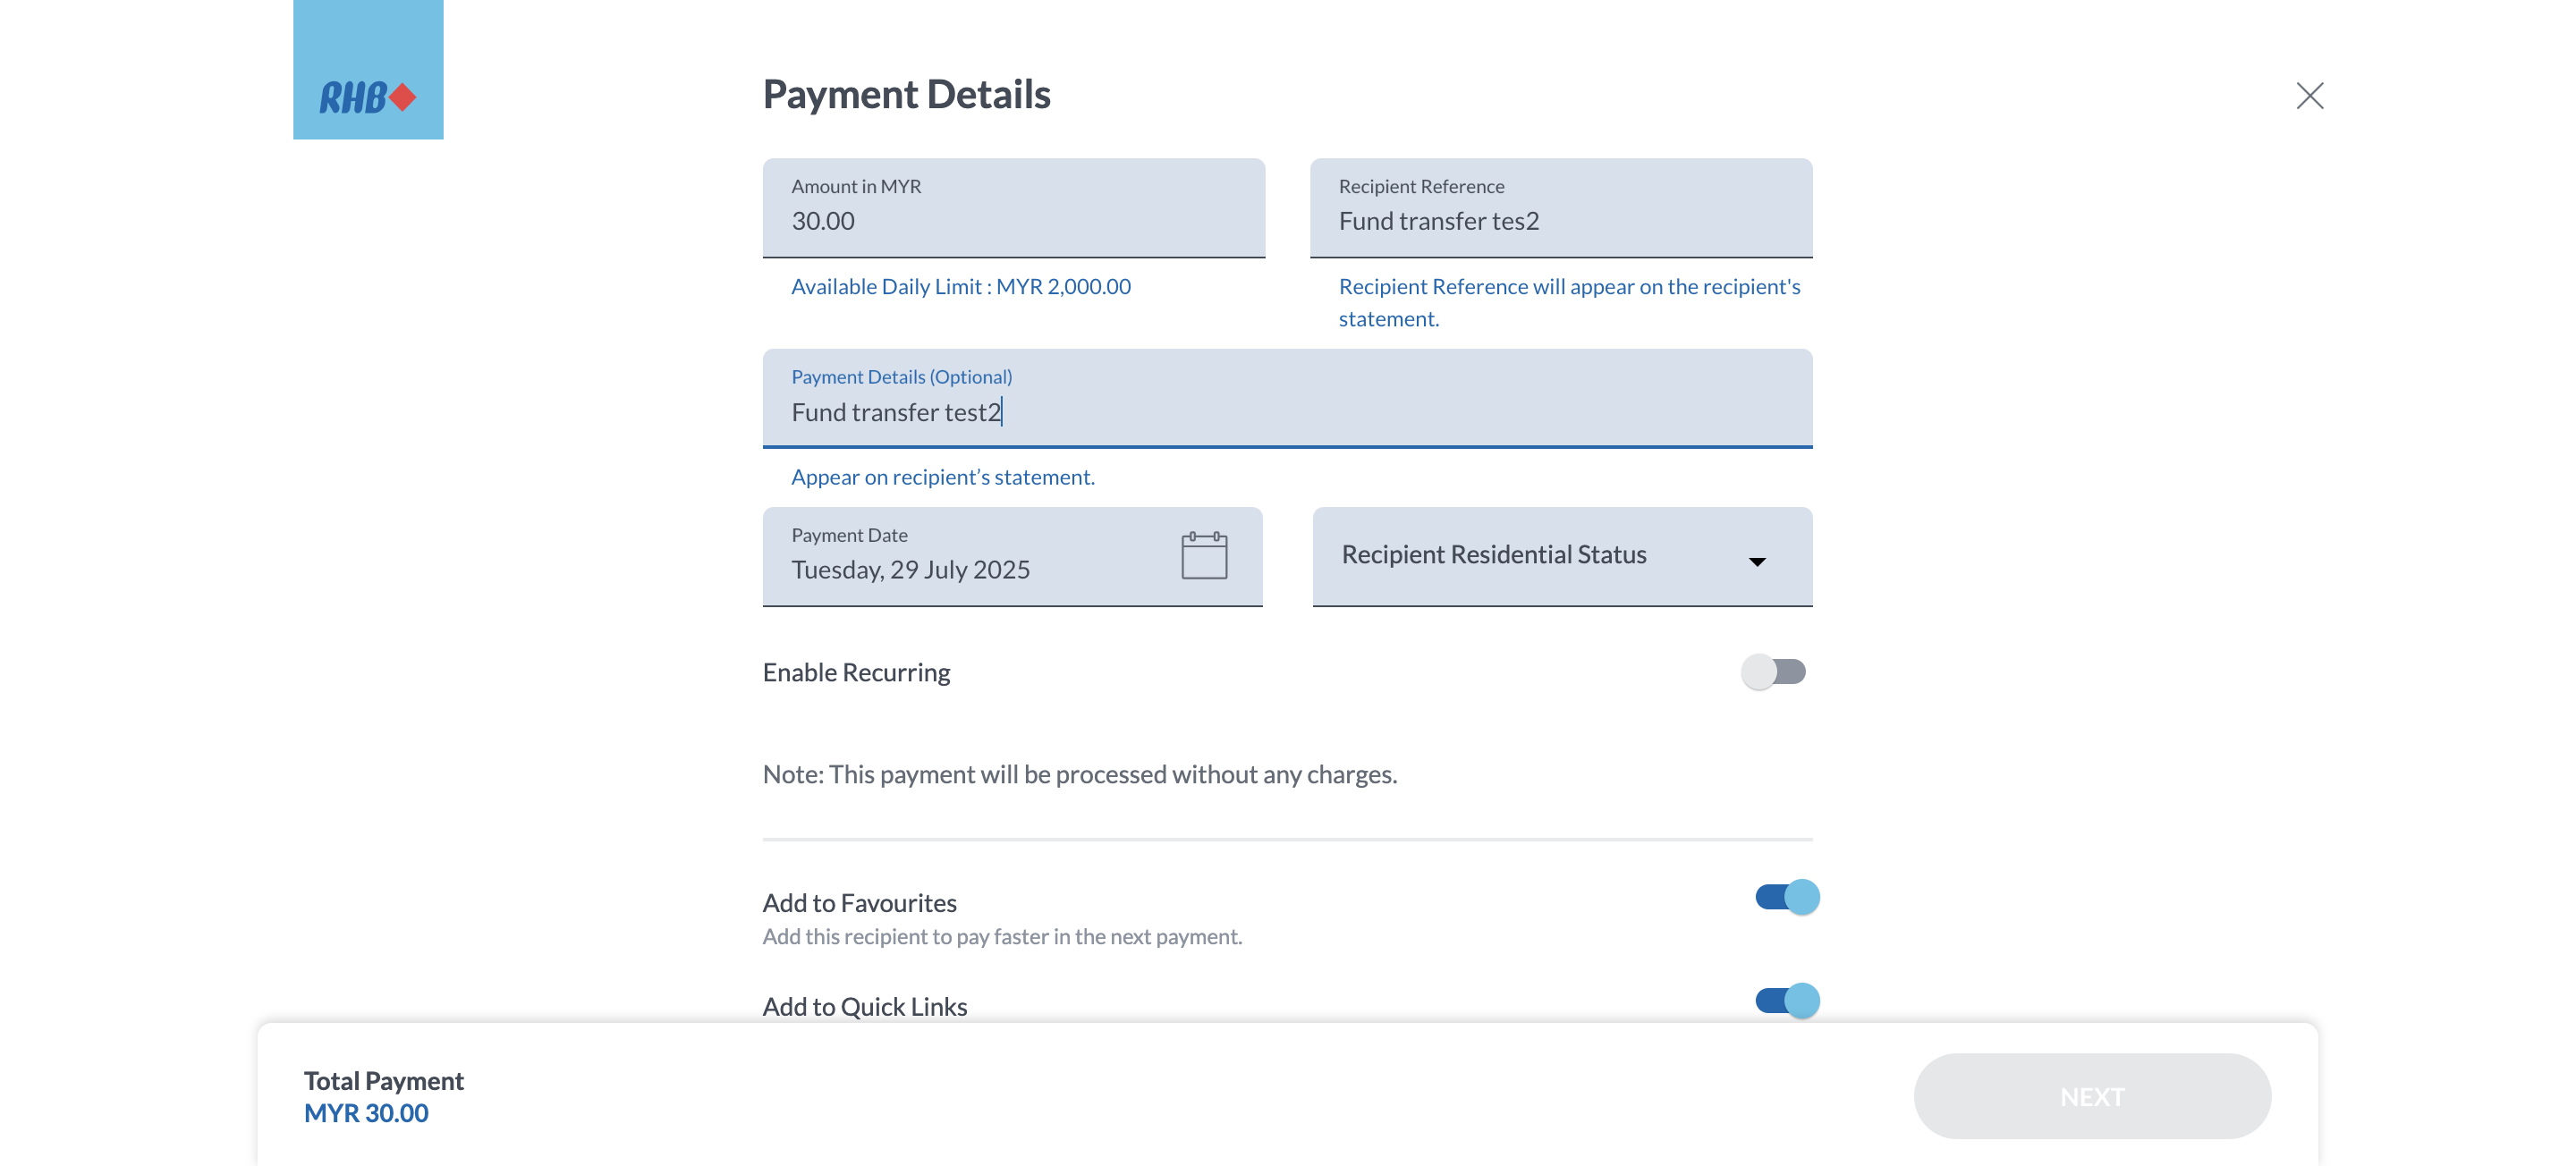 RHB
Payment Details
Amount in MYR
30.00
Recipient Reference
Fund transfer tes2
Available Daily Limit : MYR 2,000.00
Recipient Reference will appear on the recipient's
statement.
Payment Details (Optional)
Fund transfer test2
Appear on recipient’s statement.
Payment Date
Tuesday, 29 July 2025
Recipient Residential Status
Enable Recurring
Note: This payment will be processed without any charges.
Add to Favourites
Add this recipient to pay faster in the next payment.
Add to Quick Links
Total Payment
MYR 30.00
NEXT